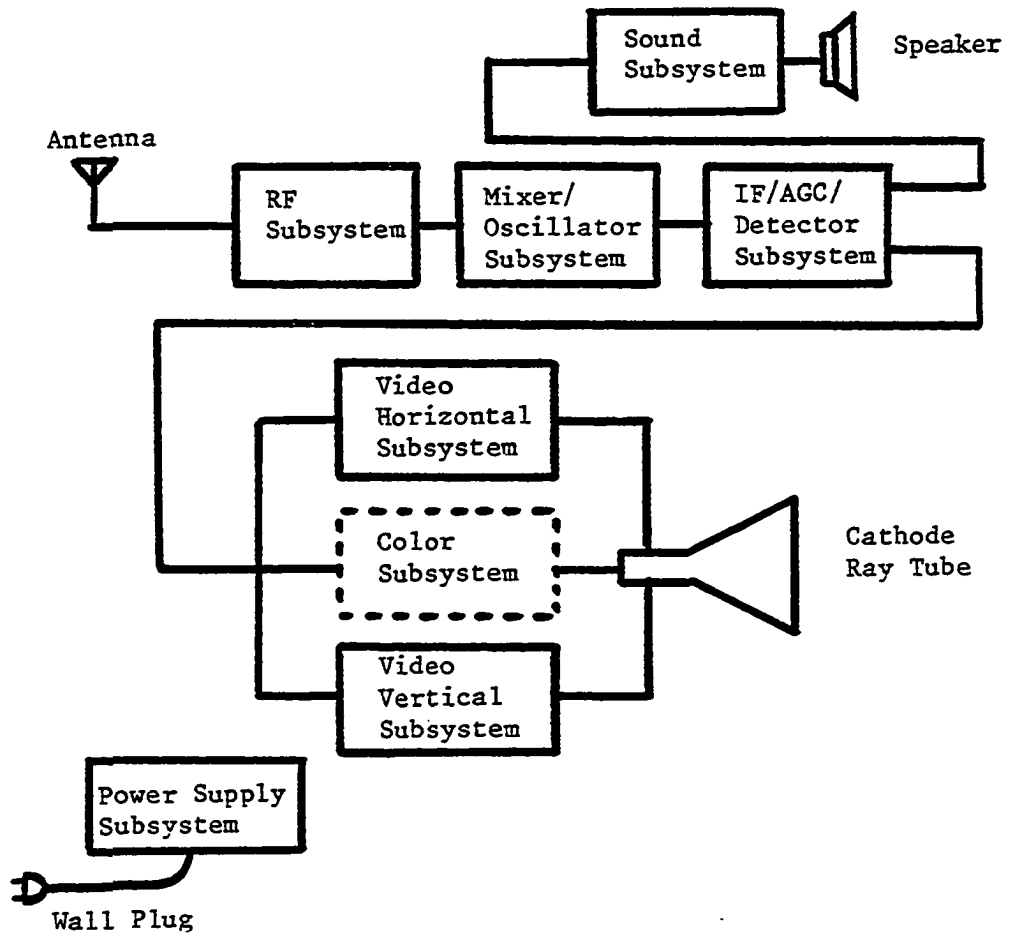 Sound
Subsystem
Speaker
Antenna
RF
Subsystem
Mixer/
Oscillator
Subsystem
IF/AGC/
Detector
Subsystem
Video
Horizontal
Subsystem
Color
Subsystem
Cathode
Ray Tube
Video
Vertical
Subsystem
Power Supply
Subsystem
Wall Plug